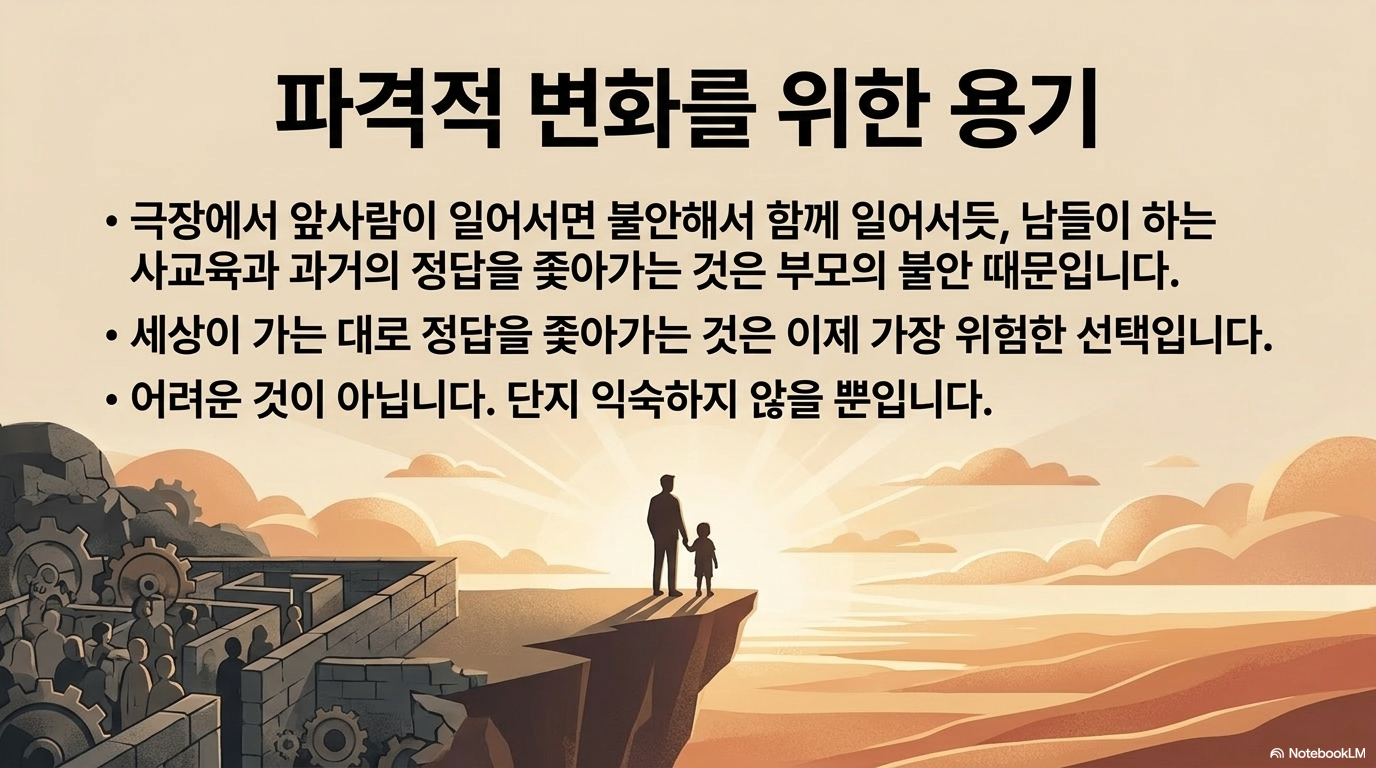 파격적 변화를 위한 용기
• 극장에서 앞사람이 일어서면 불안해서 함께 일어서듯, 남들이 하는
사교육과 과거의 정답을 좇아가는 것은 부모의 불안 때문입니다.
• 세상이 가는 대로 정답을 좇아가는 것은 이제 가장 위험한 선택입니다.
• 어려운 것이 아닙니다. 단지 익숙하지 않을 뿐입니다.
NotebookLM